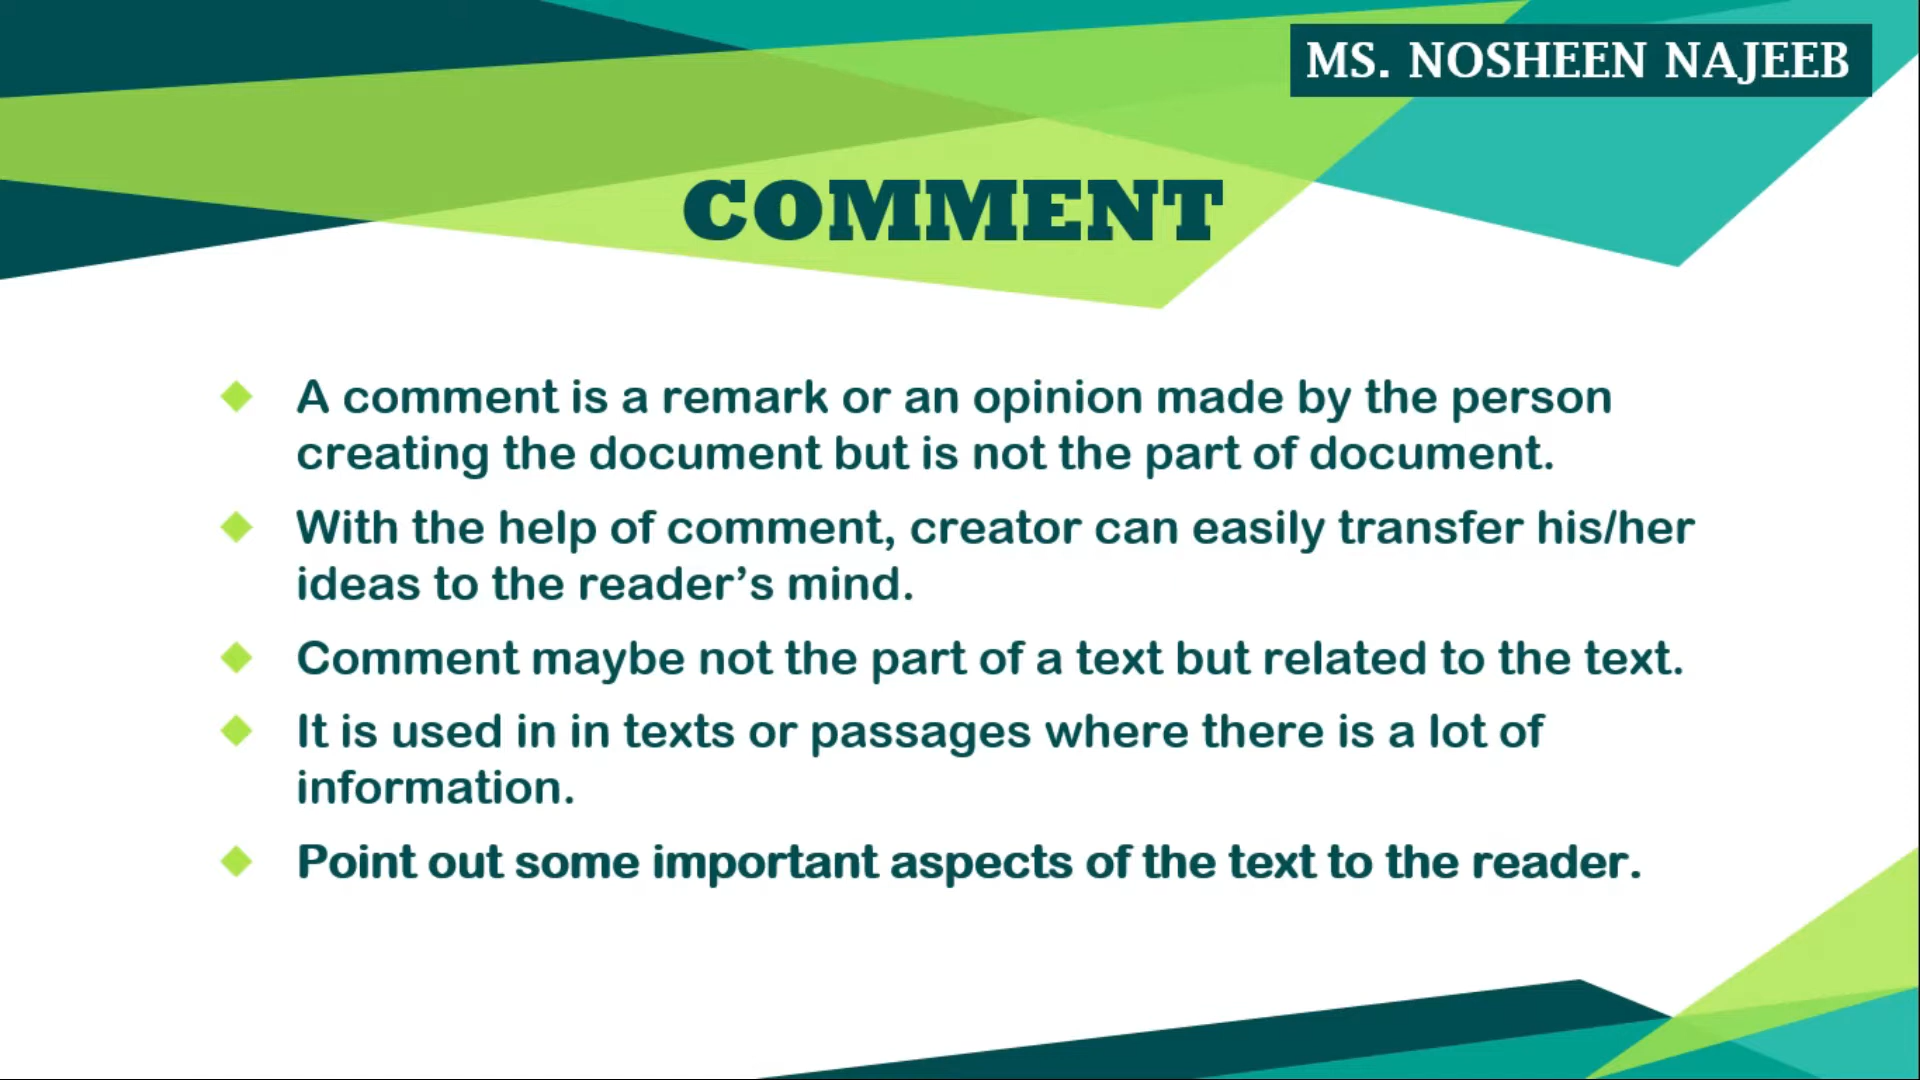 MS. NOSHEEN NAJEEB
COMMENT
A comment is a remark or an opinion made by the person
creating the document but is not the part of document.
With the help of comment, creator can easily transfer his/her
ideas to the reader’s mind.
Comment maybe not the part of a text but related to the text.
It is used in in texts or passages where there is a lot of
information.
Point out some important aspects of the text to the reader.